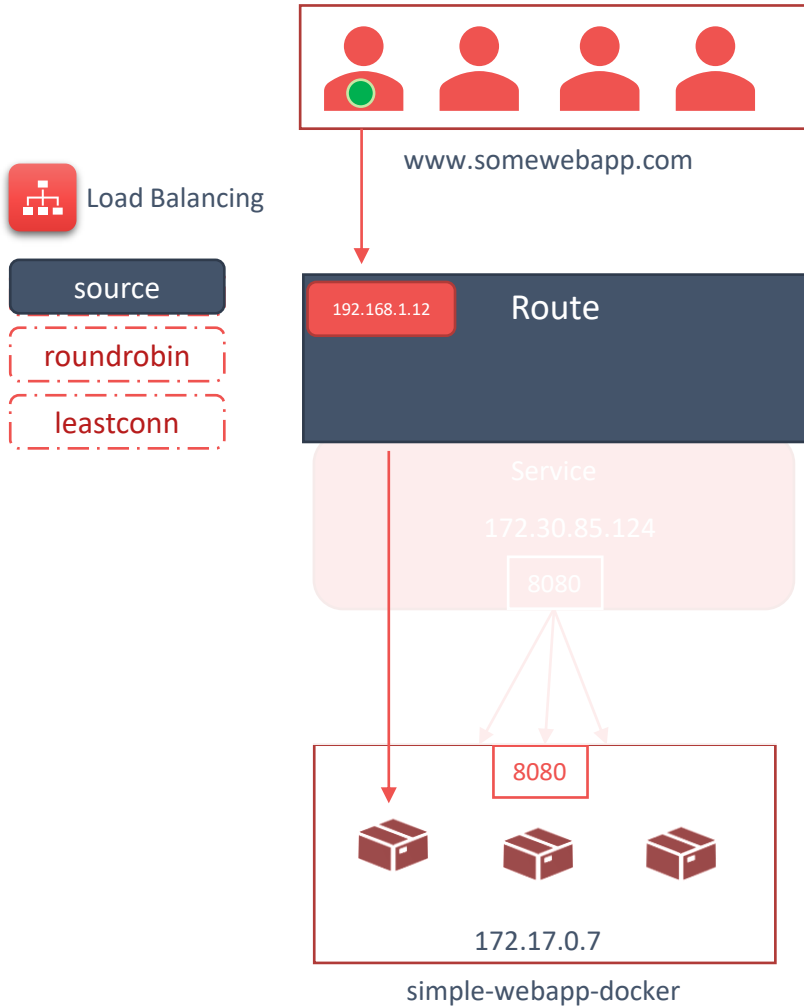 www.somewebapp.com
Load Balancing
source
roundrobin
leastconn
192.168.1.12
Route
Service
172.30.85.124
8080
8080
172.17.0.7
simple-webapp-docker